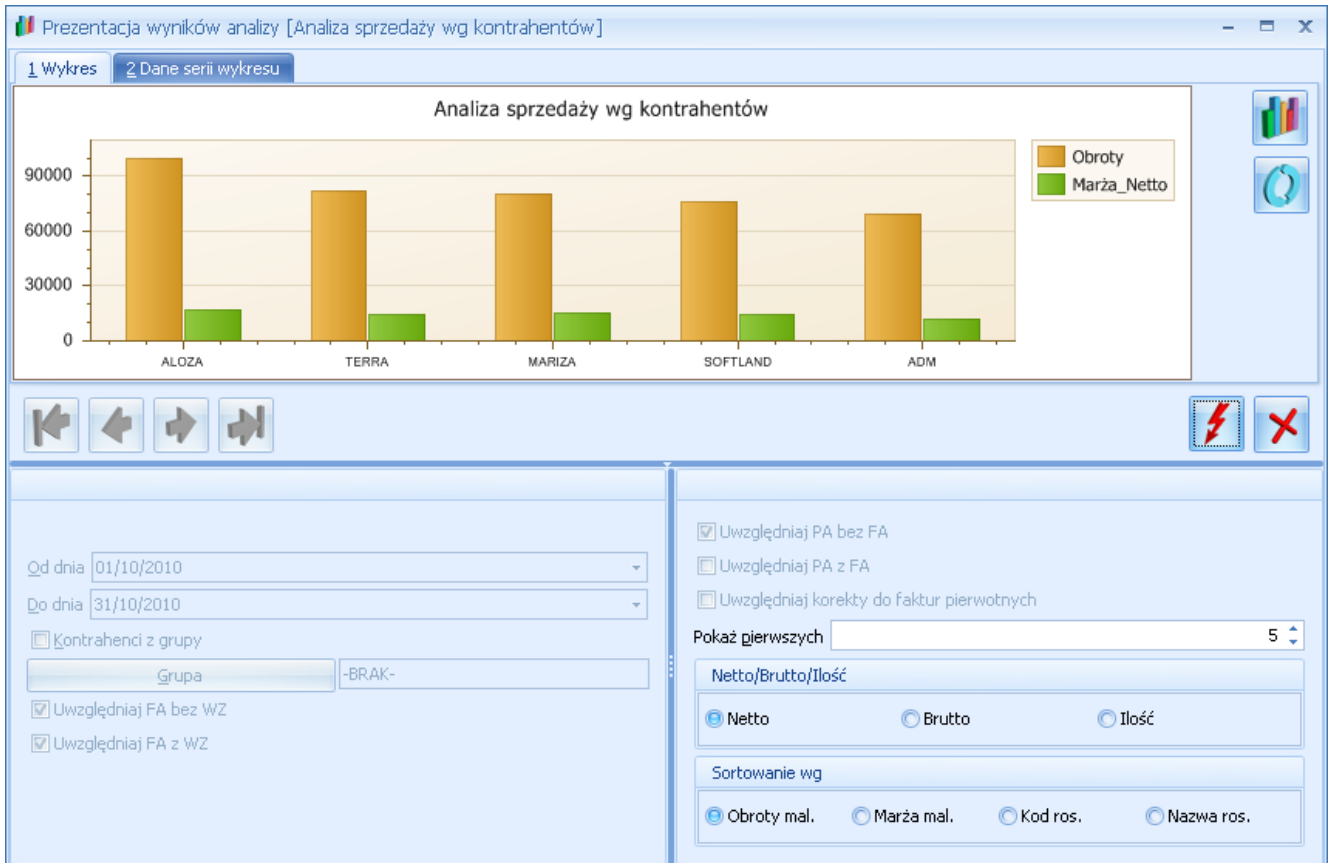 Prezentacja wyników analizy [Analiza sprzedaży wg kontrahentów]
1 Wykres 2 Dane serii wykresu
Analiza sprzedaży wg kontrahentów
Obroty
Marża_Netto
90000
60000
30000
0
ALOZA TERRA MARIZA SOFTLAND ADM
Od dnia 01/10/2010
Do dnia 31/10/2010
Kontrahenci z grupy
Grupa -BRAK-
Uwzględniaj FA bez WZ
Uwzględniaj FA z WZ
Uwzględniaj PA bez FA
Uwzględniaj PA z FA
Uwzględniaj korekty do faktur pierwotnych
Pokaż pierwszych 5
Netto/Brutto/Ilość
Netto Brutto Ilość
Sortowanie wg
Obroty mal. Marża mal. Kod ros. Nazwa ros.